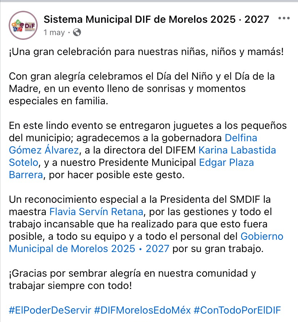 Sistema Municipal DIF de Morelos 2025 - 2027
1 may ·
¡Una gran celebración para nuestras niñas, niños y mamás!
Con gran alegría celebramos el Día del Niño y el Día de la
Madre, en un evento lleno de sonrisas y momentos
especiales en familia.
En este lindo evento se entregaron juguetes a los pequeños
del municipio; agradecemos a la gobernadora Delfina
Gómez Álvarez, a la directora del DIFEM Karina Labastida
Sotelo, y a nuestro Presidente Municipal Edgar Plaza
Barrera, por hacer posible este gesto.
Un reconocimiento especial a la Presidenta del SMDIF la
maestra Flavia Servín Retana, por las gestiones y todo el
trabajo incansable que ha realizado para que esto fuera
posible, a todo su equipo y a todo el personal del Gobierno
Municipal de Morelos 2025 - 2027 por su gran trabajo.
¡Gracias por sembrar alegría en nuestra comunidad y
trabajar siempre con todo!
#ElPoderDeServir #DIFMorelosEdoMéx #ConTodoPorElDIF